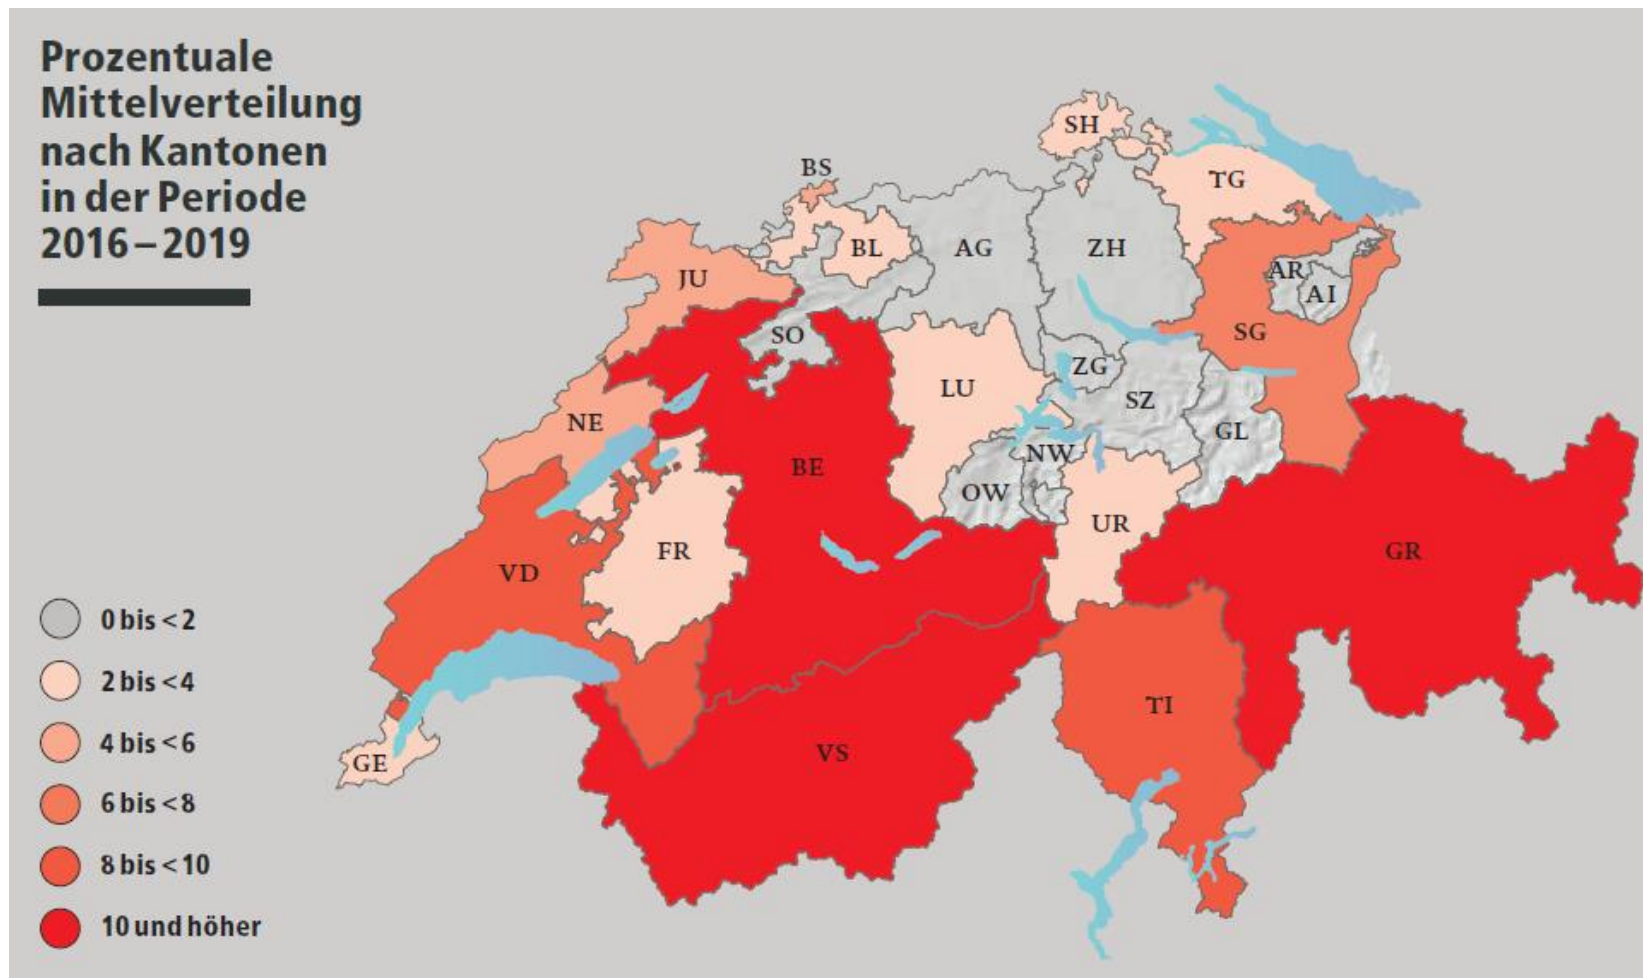 Prozentuale
Mittelverteilung
nach Kantonen
in der Periode
2016–2019
SH
BS
TG
BL
AG
ZH
JU
AR
AI
SO
SG
ZG
LU
SZ
NE
GL
NW
BE
OW
UR
FR
GR
VD
TI
VS
GE
0 bis <2
2 bis <4
4 bis <6
6 bis <8
8 bis <10
10 und höher